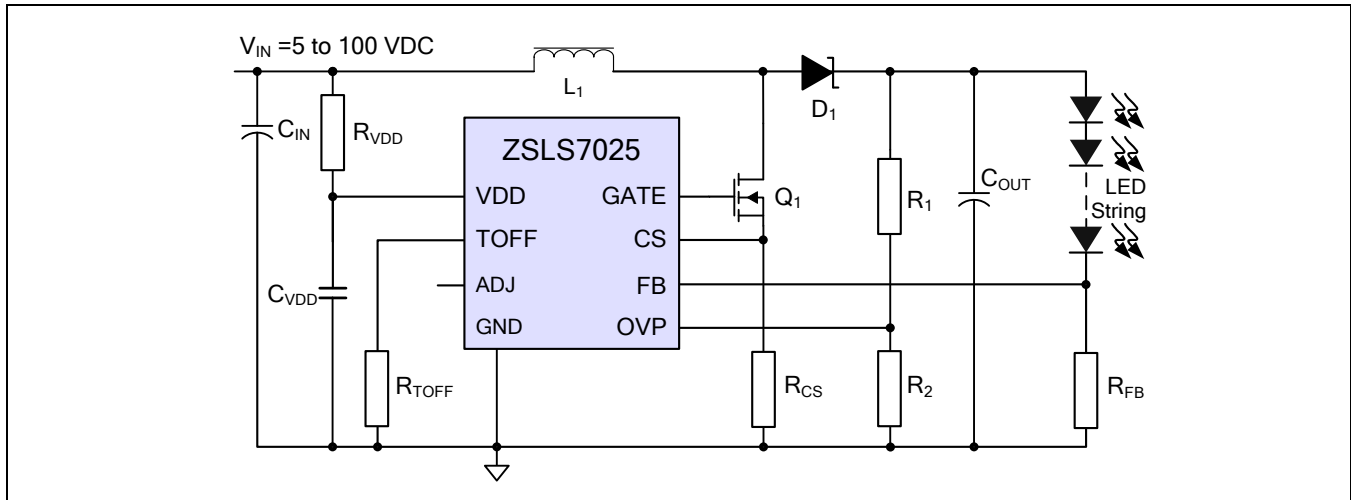 V_IN =5 to 100 VDC
L_1
D_1
C_IN
R_VDD
ZSLS7025
VDD
GATE
Q_1
R_1
C_OUT
LED
String
TOFF
CS
ADJ
FB
C_VDD
GND
OVP
R_TOFF
R_CS
R_2
R_FB